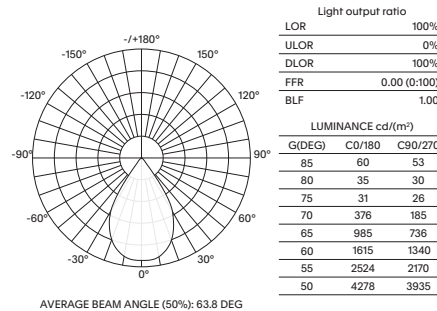 -/+180°
-150° 150°
-120° 120°
-90° 90°
-60° 60°
-30° 30°
0°
AVERAGE BEAM ANGLE (50%): 63.8 DEG
Light output ratio
LOR 100%
ULOR 0%
DLOR 100%
FFR 0.00 (0:100)
BLF 1.00
LUMINANCE cd/(m²)
G(DEG) C0/180 C90/270
85 60 53
80 35 30
75 31 26
70 376 185
65 985 736
60 1615 1340
55 2524 2170
50 4278 3935